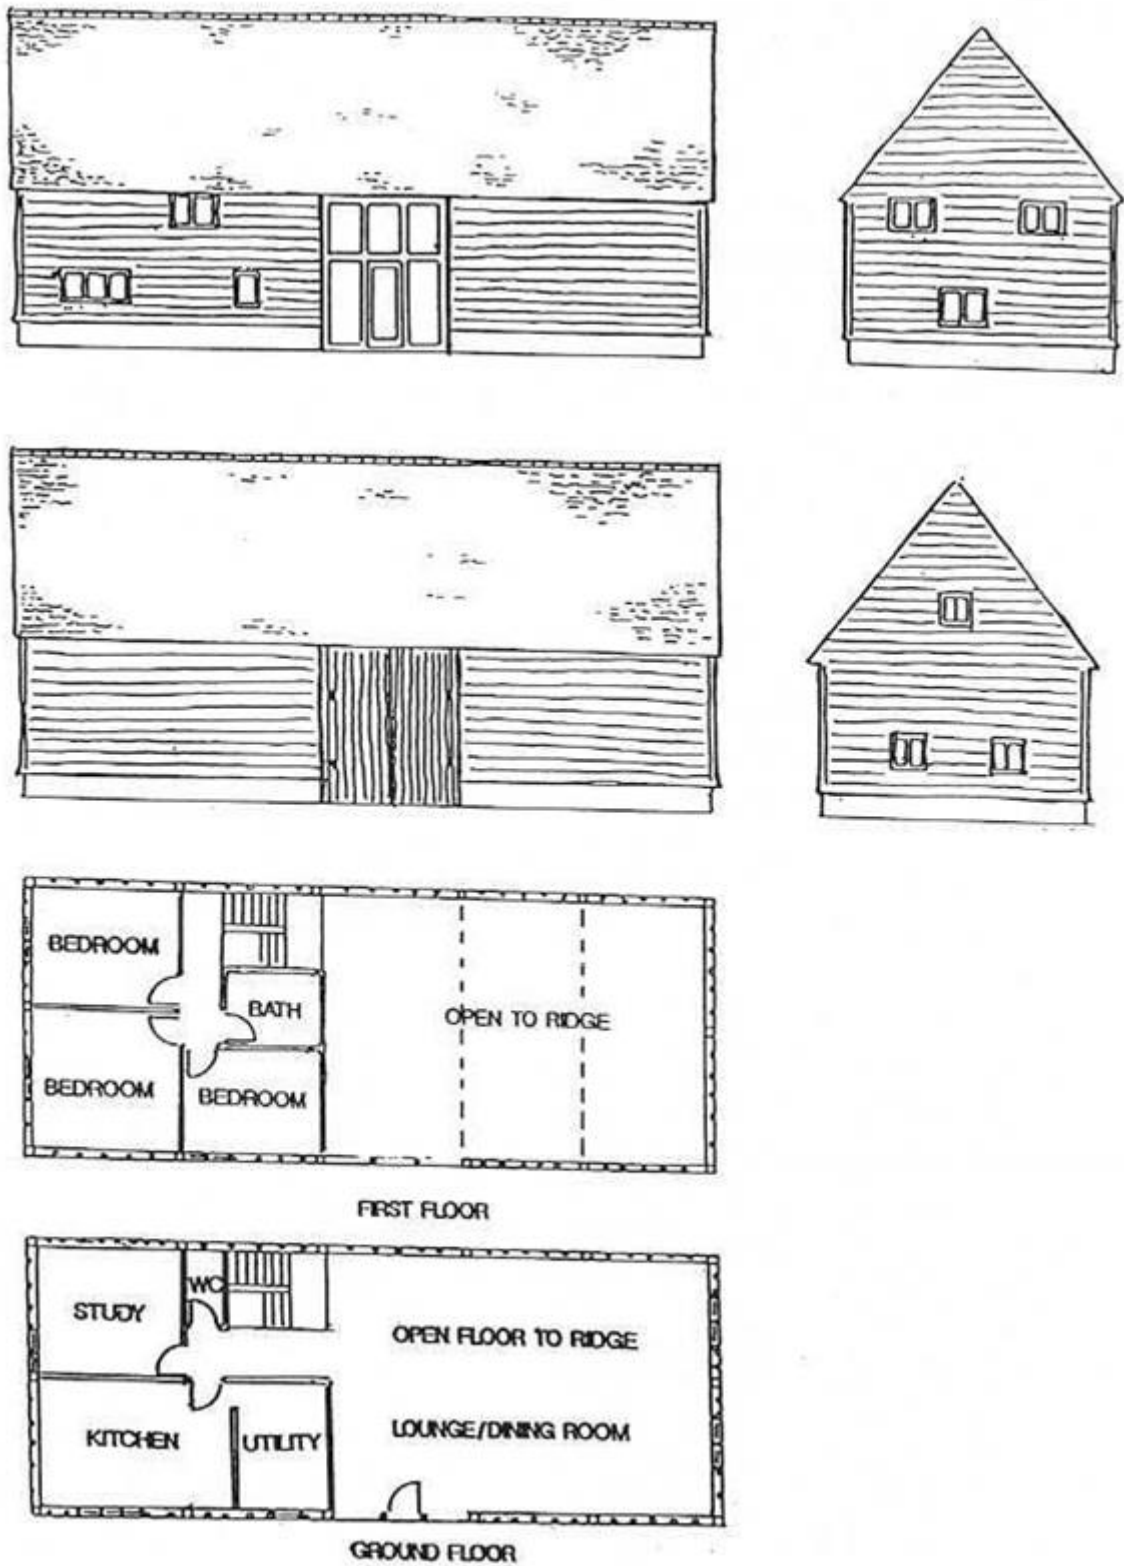 BEDROOM
BATH
OPEN TO RIDGE
BEDROOM
BEDROOM
FIRST FLOOR
WC
STUDY
OPEN FLOOR TO RIDGE
KITCHEN
UTILITY
LOUNGE/DINING ROOM
GROUND FLOOR